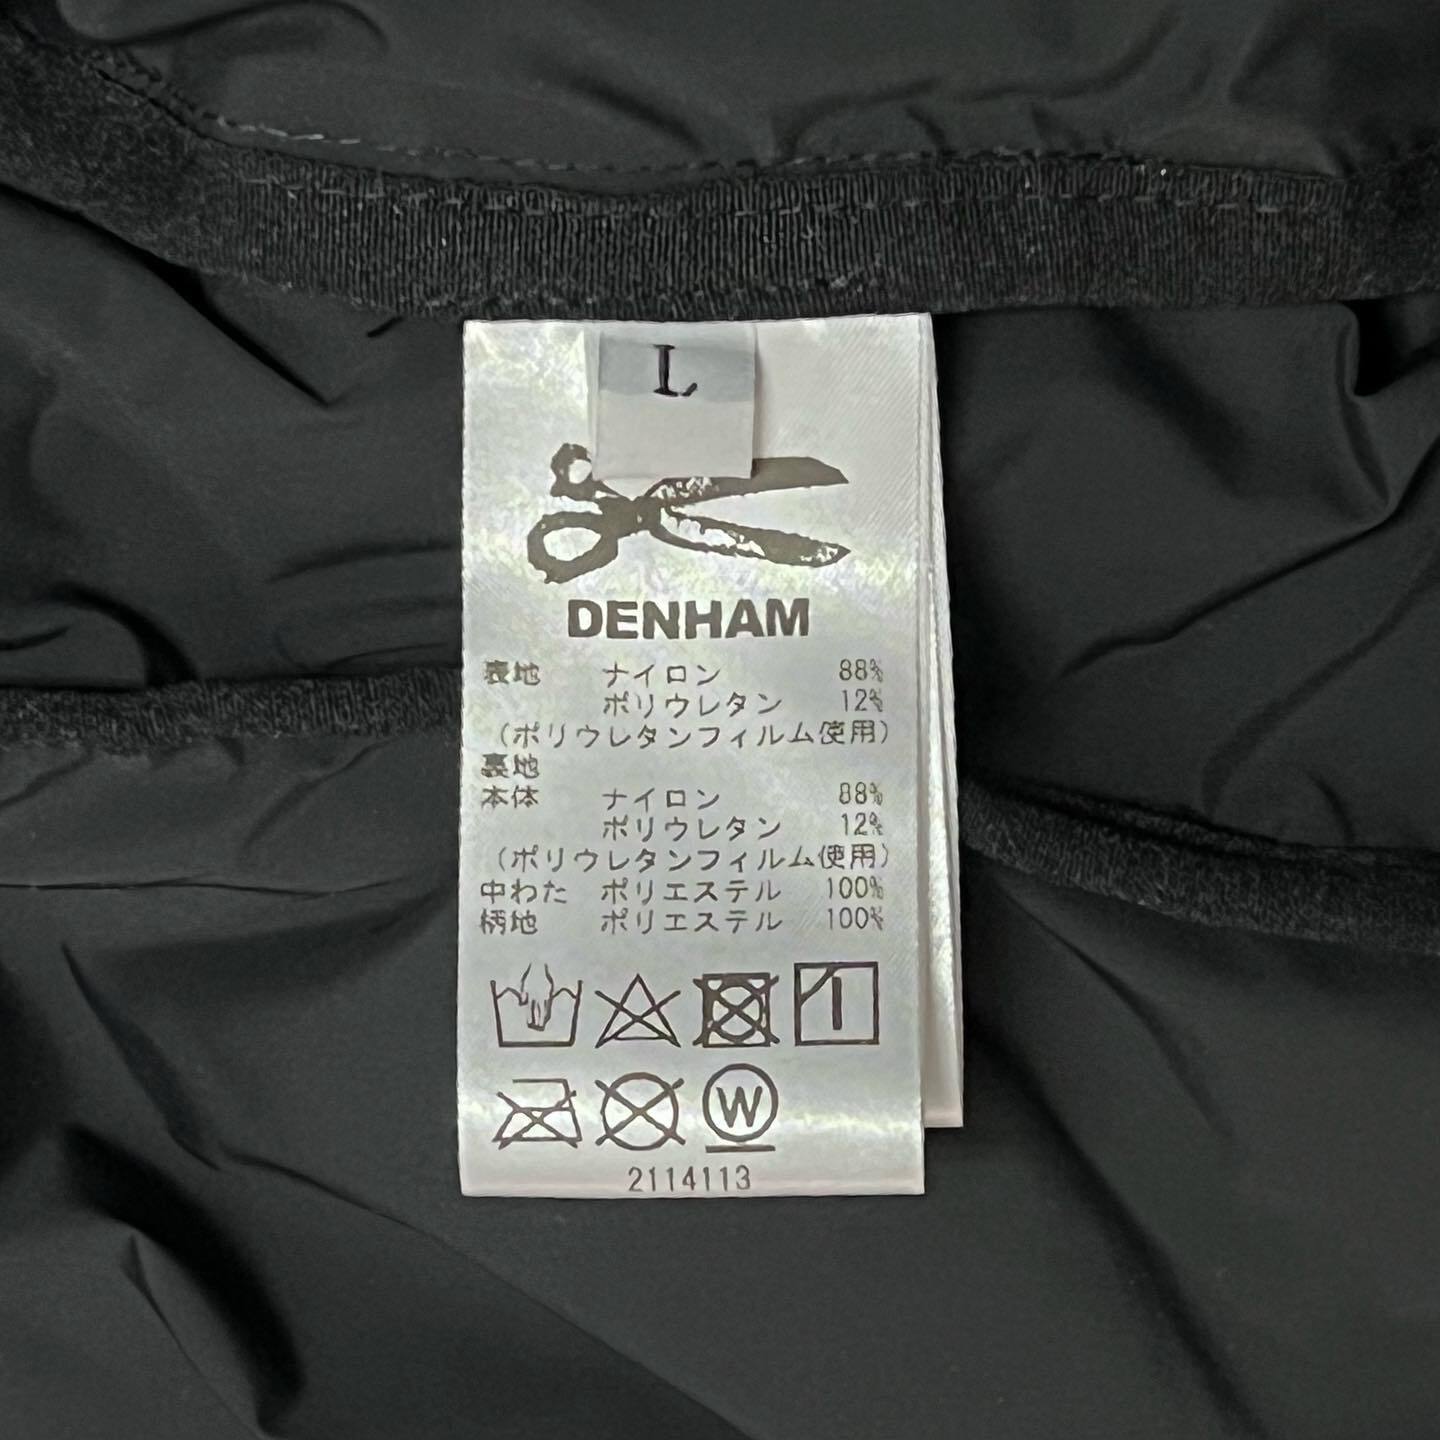 L
DENHAM
表地 ナイロン 88%
ポリウレタン 12%
（ポリウレタンフィルム使用）
裏地
本体 ナイロン 88%
ポリウレタン 12%
（ポリウレタンフィルム使用）
中わた ポリエステル 100%
柄地 ポリエステル 100%
W
2114113